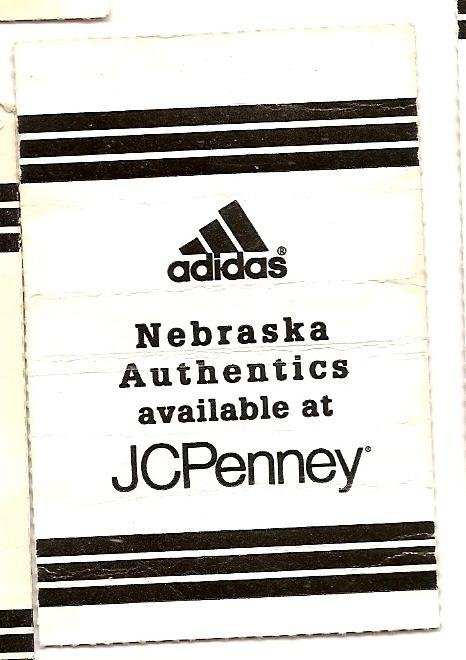 adidas®
Nebraska
Authentics
available at
JCPenney®